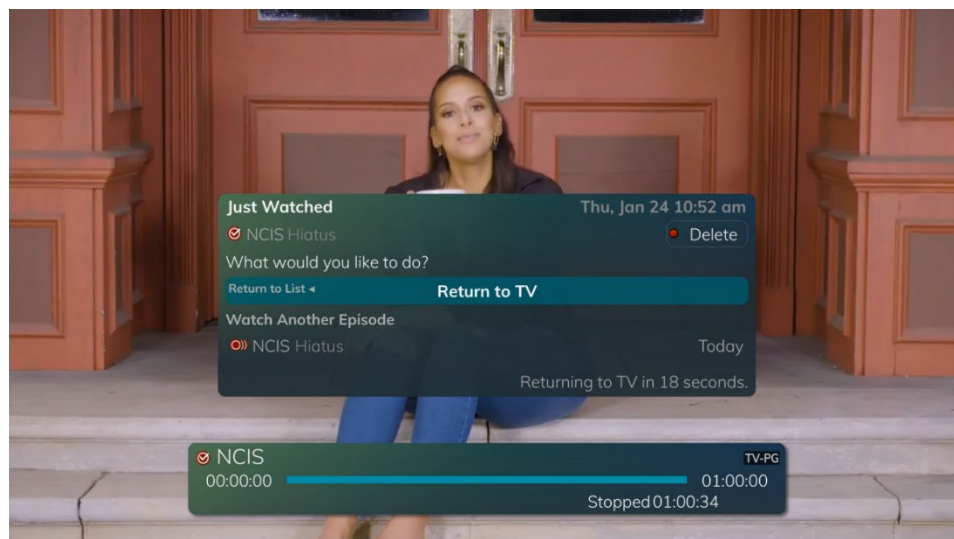 Just Watched Thu, Jan 24 10:52 am
NCIS Hiatus Delete
What would you like to do?
Return to List ◂ Return to TV
Watch Another Episode
NCIS Hiatus Today
Returning to TV in 18 seconds.
NCIS TV-PG
00:00:00 01:00:00
Stopped 01:00:34